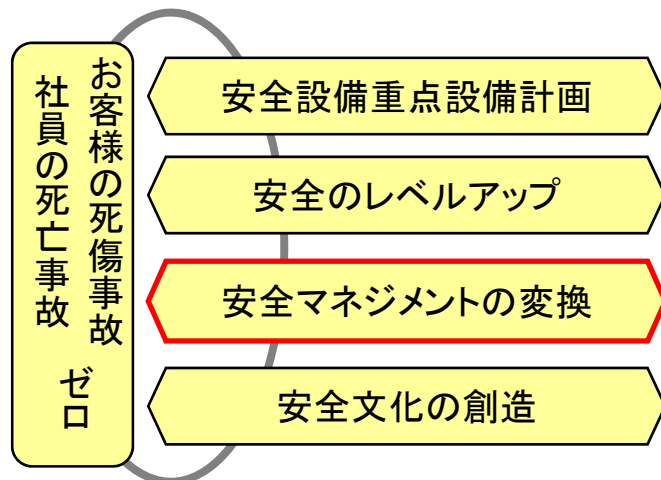 お客様の死傷事故
社員の死亡事故
ゼロ
安全設備重点設備計画
安全のレベルアップ
安全マネジメントの変換
安全文化の創造